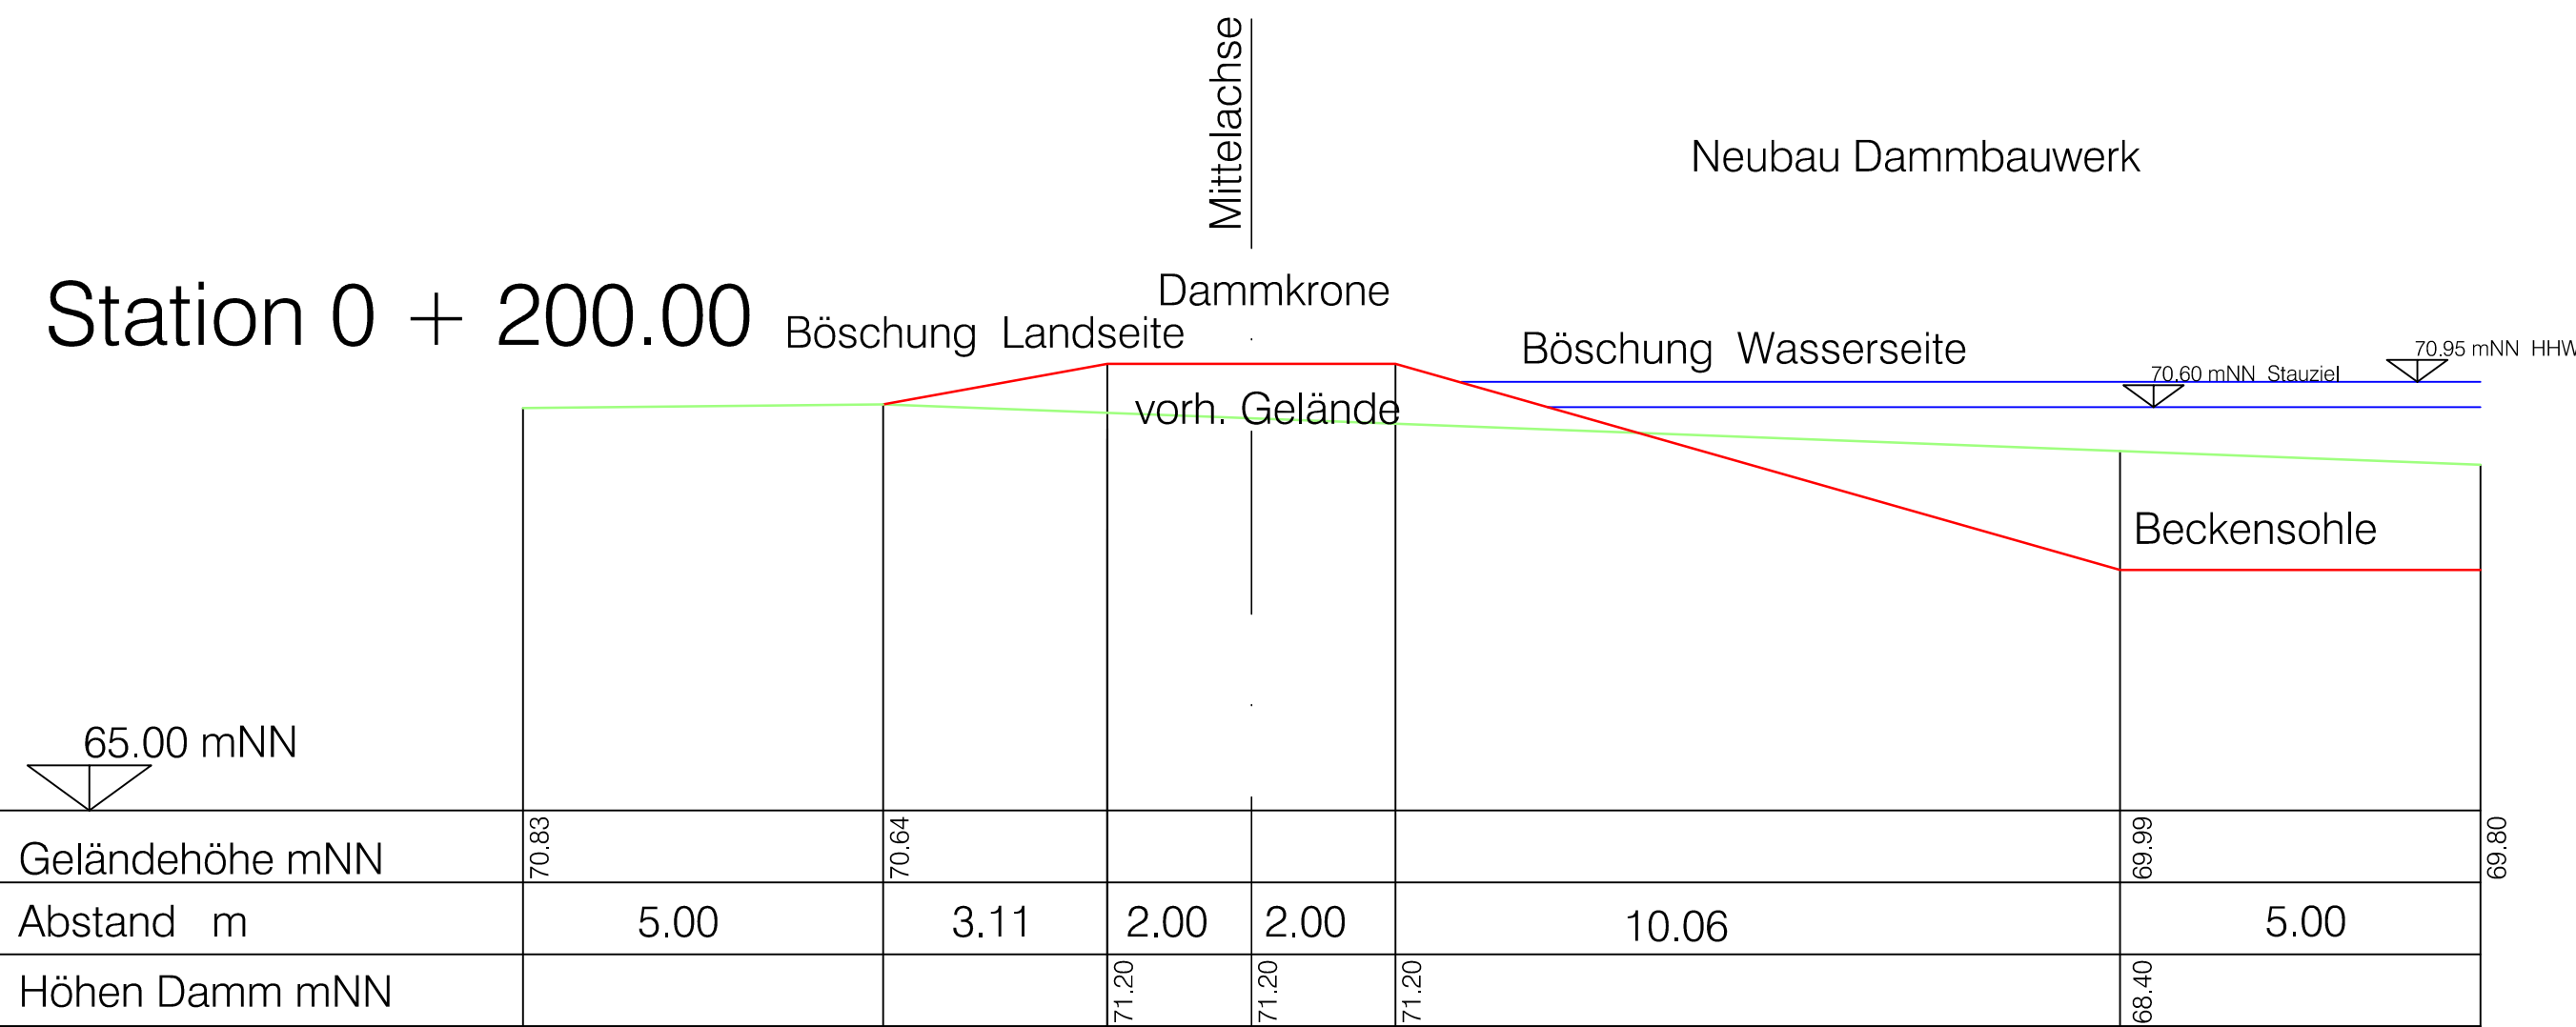 Mittelachse
Neubau Dammbauwerk
Station 0 + 200.00
Dammkrone
Böschung Landseite
Böschung Wasserseite
70.95 mNN HHW
70.60 mNN Stauziel
vorh. Gelände
Beckensohle
65.00 mNN
Geländehöhe mNN 70.83 70.64 69.99 69.80
Abstand m 5.00 3.11 2.00 2.00 10.06 5.00
Höhen Damm mNN 71.20 71.20 71.20 68.40